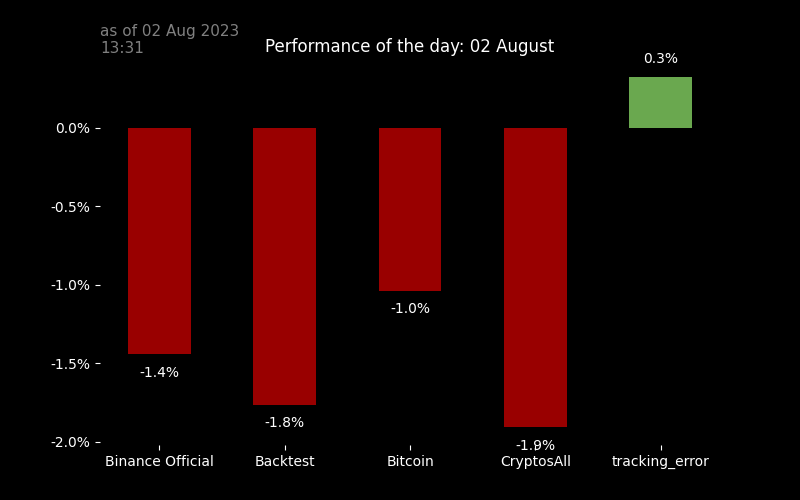 as of 02 Aug 2023
13:31
Performance of the day: 02 August
0.3%
0.0%
-0.5%
-1.0%
-1.0%
-1.5%
-1.4%
-1.8%
-2.0%
-1.9%
Binance Official
Backtest
Bitcoin
CryptosAll
tracking_error